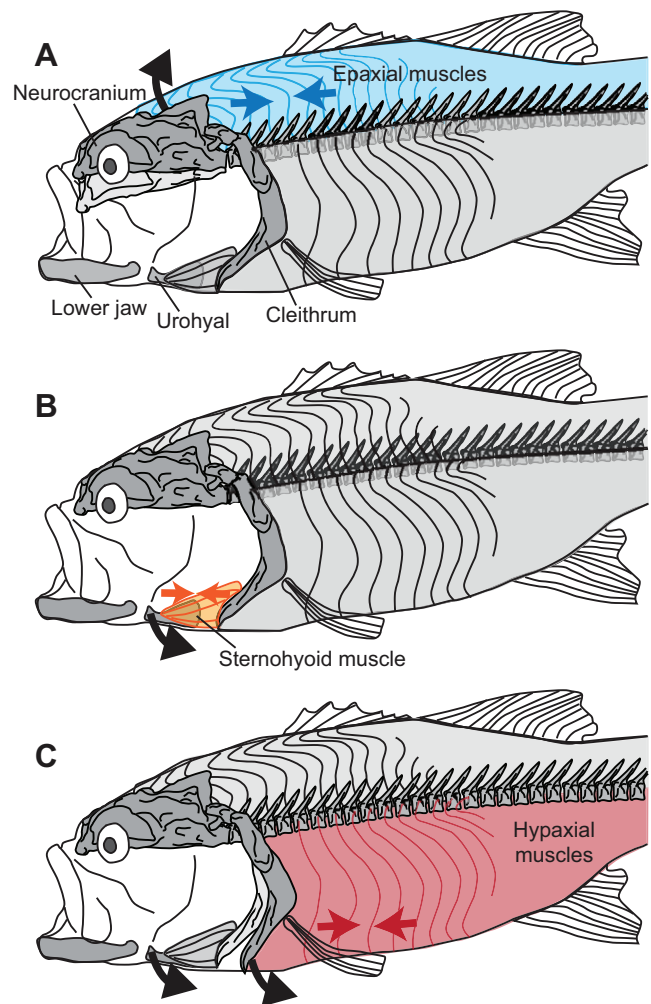 A
Epaxial muscles
Neurocranium
Lower jaw
Urohyal
Cleithrum
B
Sternohyoid muscle
C
Hypaxial
muscles